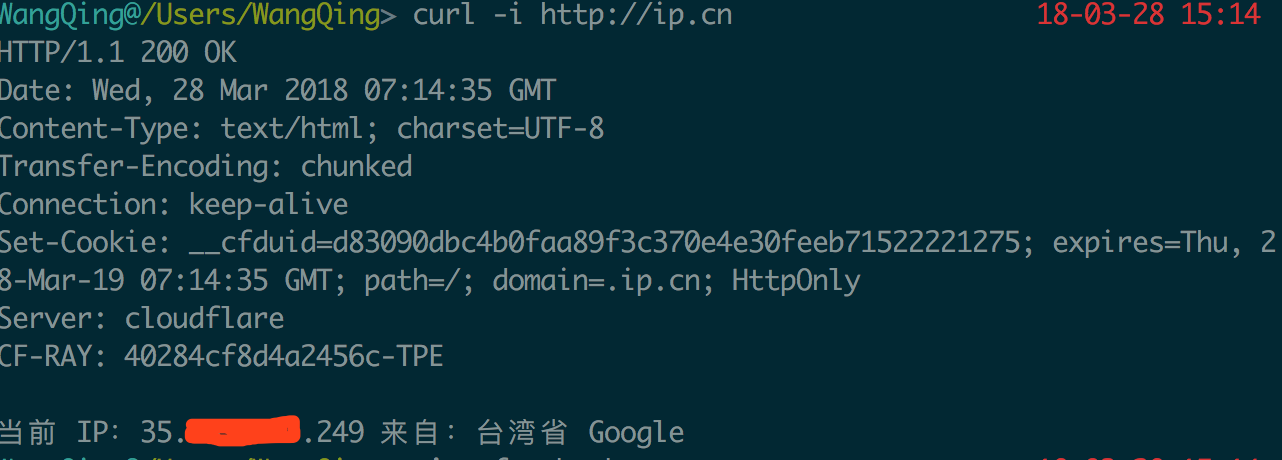 WangQing@/Users/WangQing> curl -i http://ip.cn 18-03-28 15:14
HTTP/1.1 200 OK
Date: Wed, 28 Mar 2018 07:14:35 GMT
Content-Type: text/html; charset=UTF-8
Transfer-Encoding: chunked
Connection: keep-alive
Set-Cookie: __cfduid=d83090dbc4b0faa89f3c370e4e30feeb71522221275; expires=Thu, 2
8-Mar-19 07:14:35 GMT; path=/; domain=.ip.cn; HttpOnly
Server: cloudflare
CF-RAY: 40284cf8d4a2456c-TPE
当前 IP: 35. .249 来自: 台湾省 Google